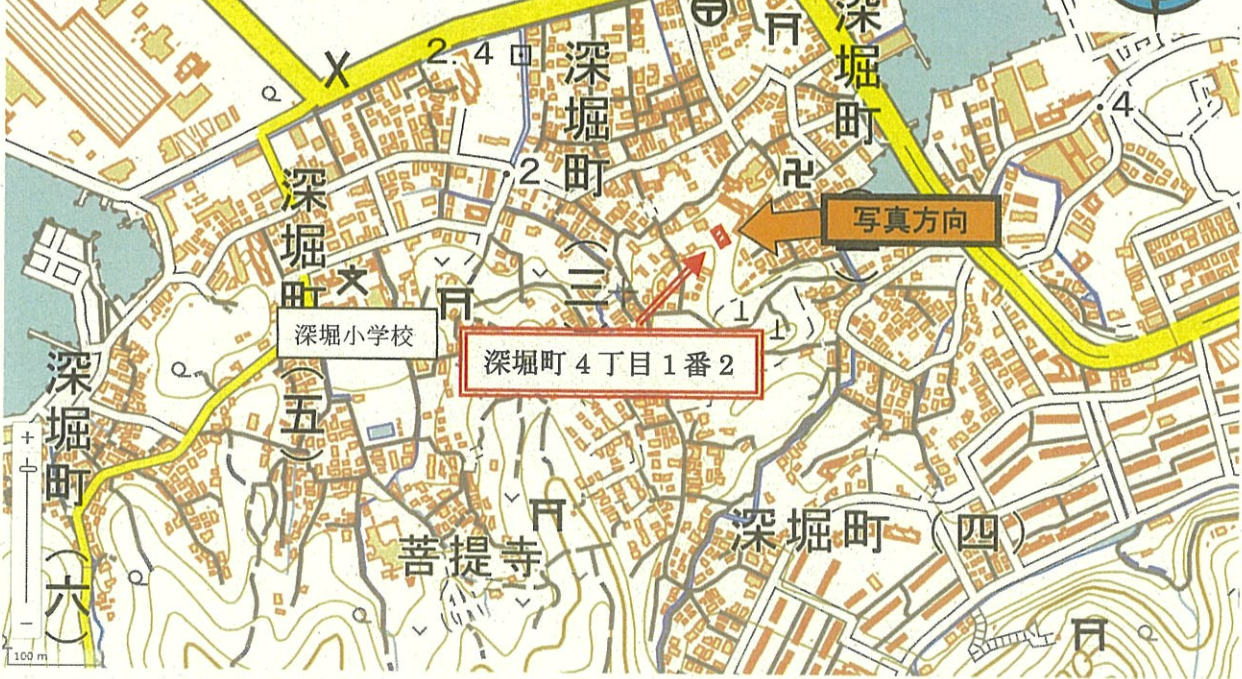 2.4
深堀町
深堀町
4
2
深堀町
(三)
写真方向
深堀小学校
(五)
深堀町4丁目1番2
深堀町
(六)
菩提寺
深堀町(四)
+
−
100 m